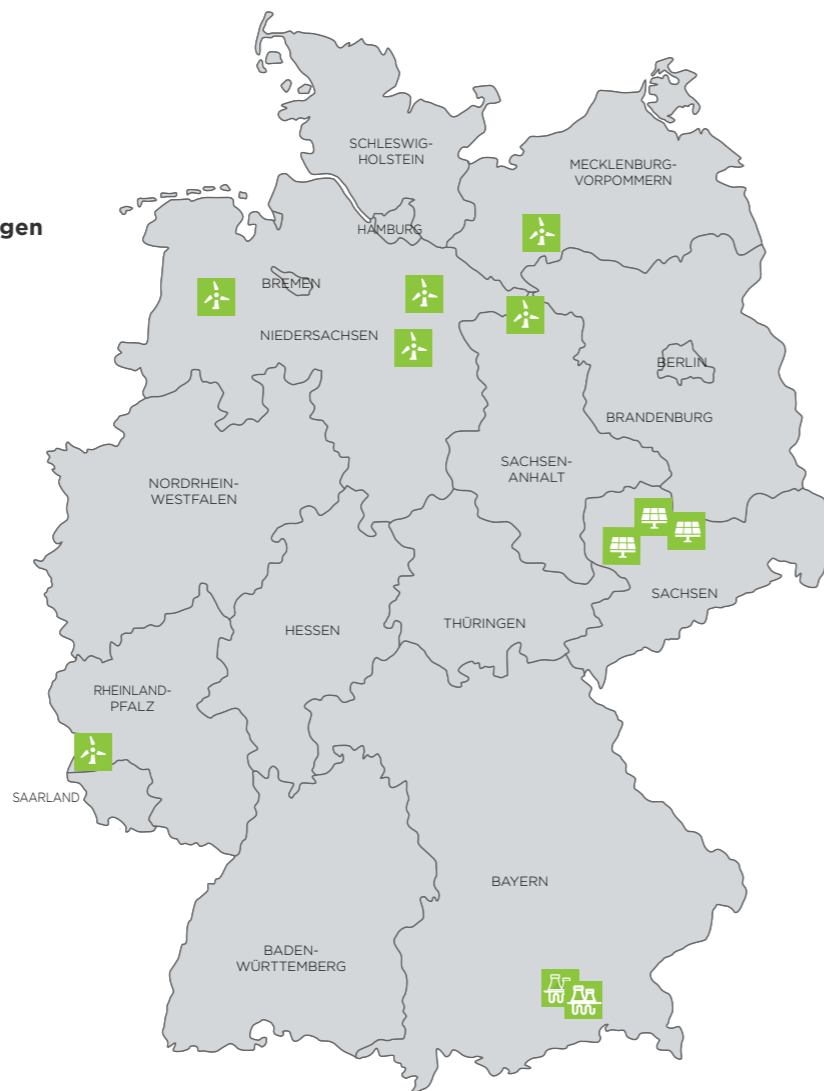 SCHLESWIG-
HOLSTEIN
MECKLENBURG-
VORPOMMERN
gen
HAMBURG
BREMEN
NIEDERSACHSEN
BERLIN
BRANDENBURG
SACHSEN-
ANHALT
NORDRHEIN-
WESTFALEN
SACHSEN
THÜRINGEN
HESSEN
RHEINLAND-
PFALZ
SAARLAND
BAYERN
BADEN-
WÜRTTEMBERG